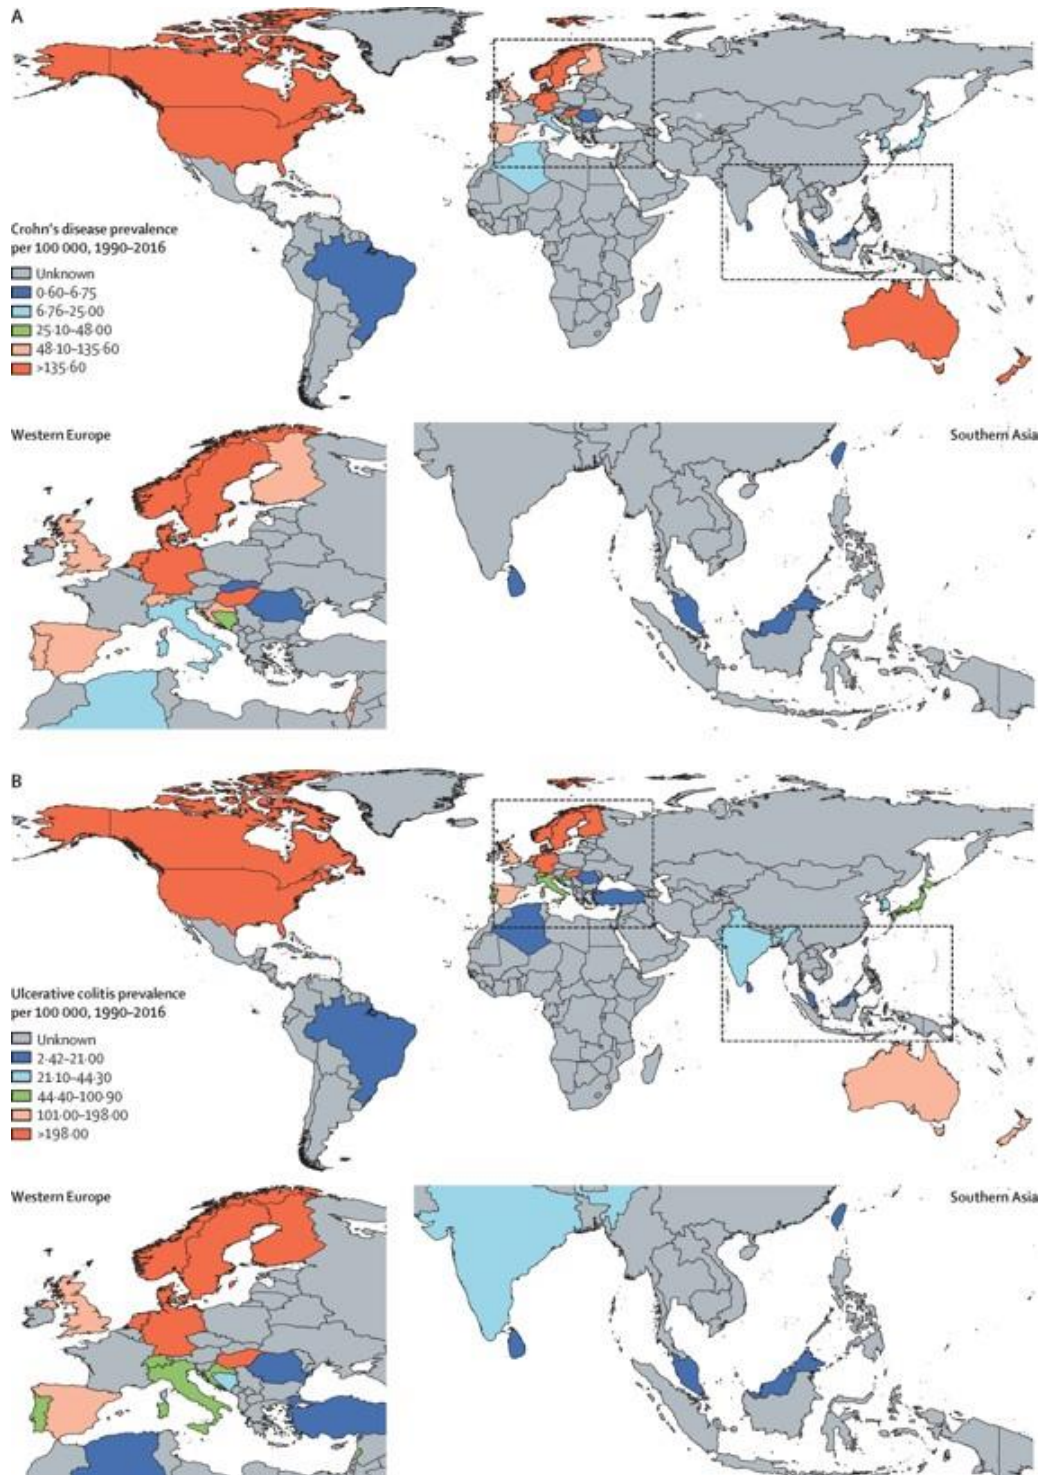 A
Crohn's disease prevalence
per 100 000, 1990–2016
Unknown
0·60–6·75
6·76–25·00
25·10–48·00
48·10–135·60
>135·60
Western Europe
Southern Asia
B
Ulcerative colitis prevalence
per 100 000, 1990–2016
Unknown
2·42–21·00
21·10–44·30
44·40–100·90
101·00–198·00
>198·00
Western Europe
Southern Asia